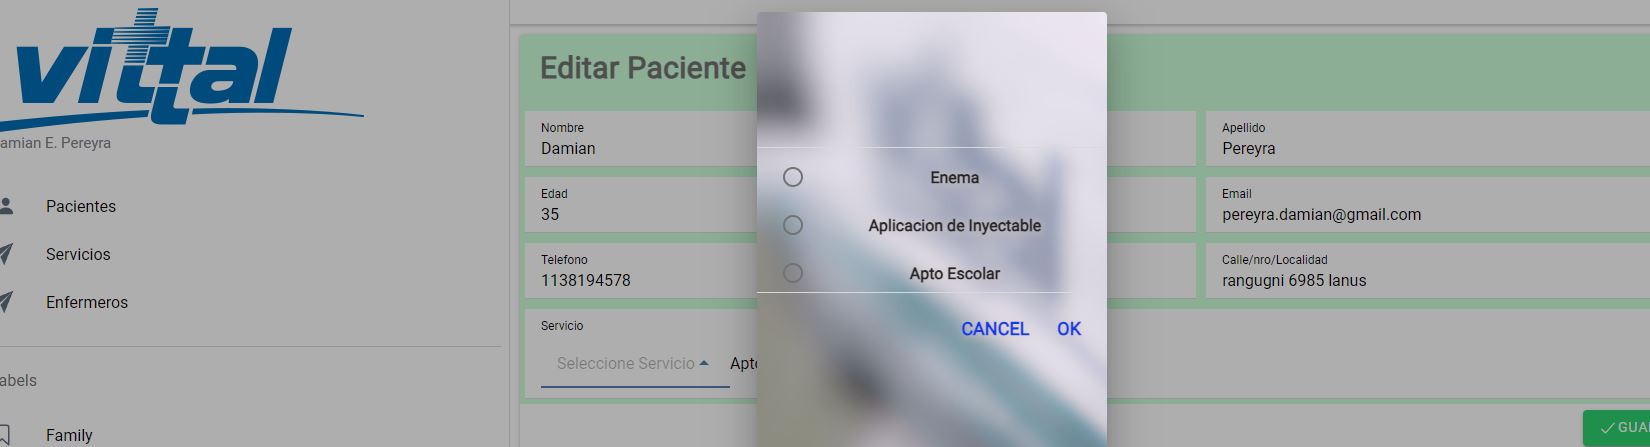 vittal
amian E. Pereyra
Pacientes
Servicios
Enfermeros
abels
Family
Editar Paciente
Nombre
Damian
Apellido
Pereyra
Edad
35
Email
pereyra.damian@gmail.com
Telefono
1138194578
Calle/nro/Localidad
rangugni 6985 lanus
Servicio
Seleccione Servicio Apto
Enema
Aplicacion de Inyectable
Apto Escolar
CANCEL OK
GUA